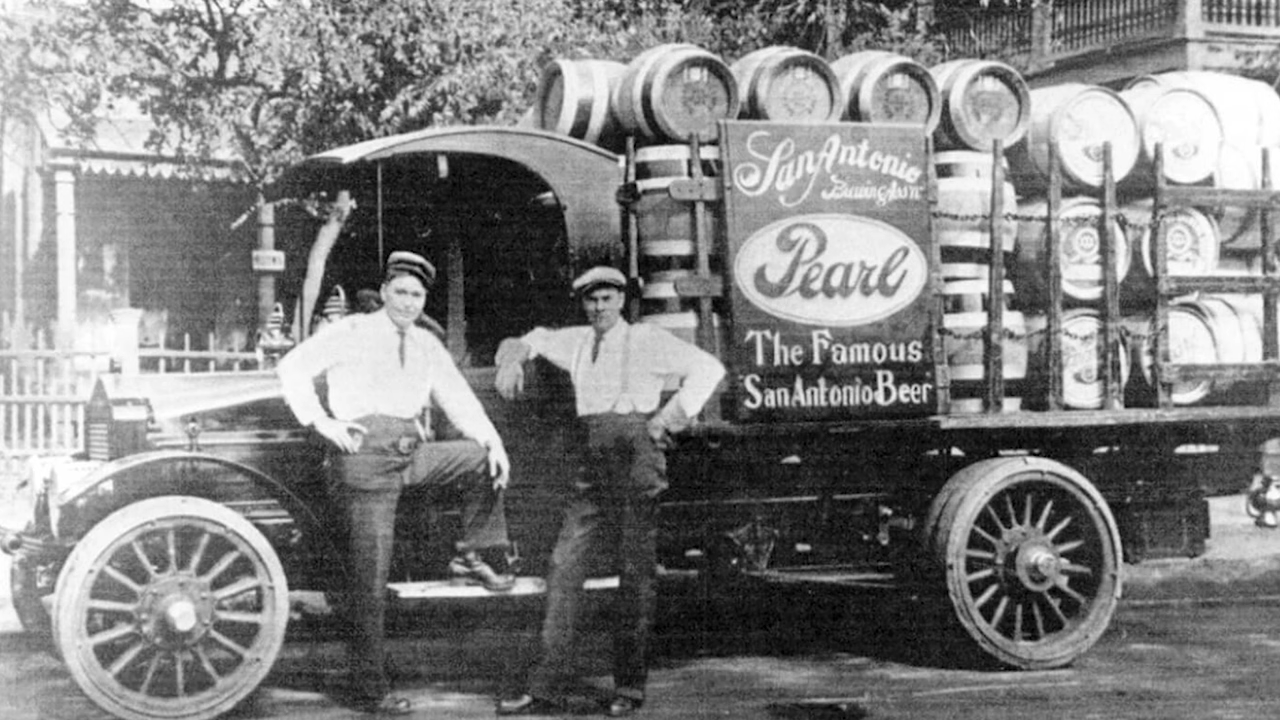 San Antonio
Brewing Ass'n
Pearl
The Famous
San Antonio Beer